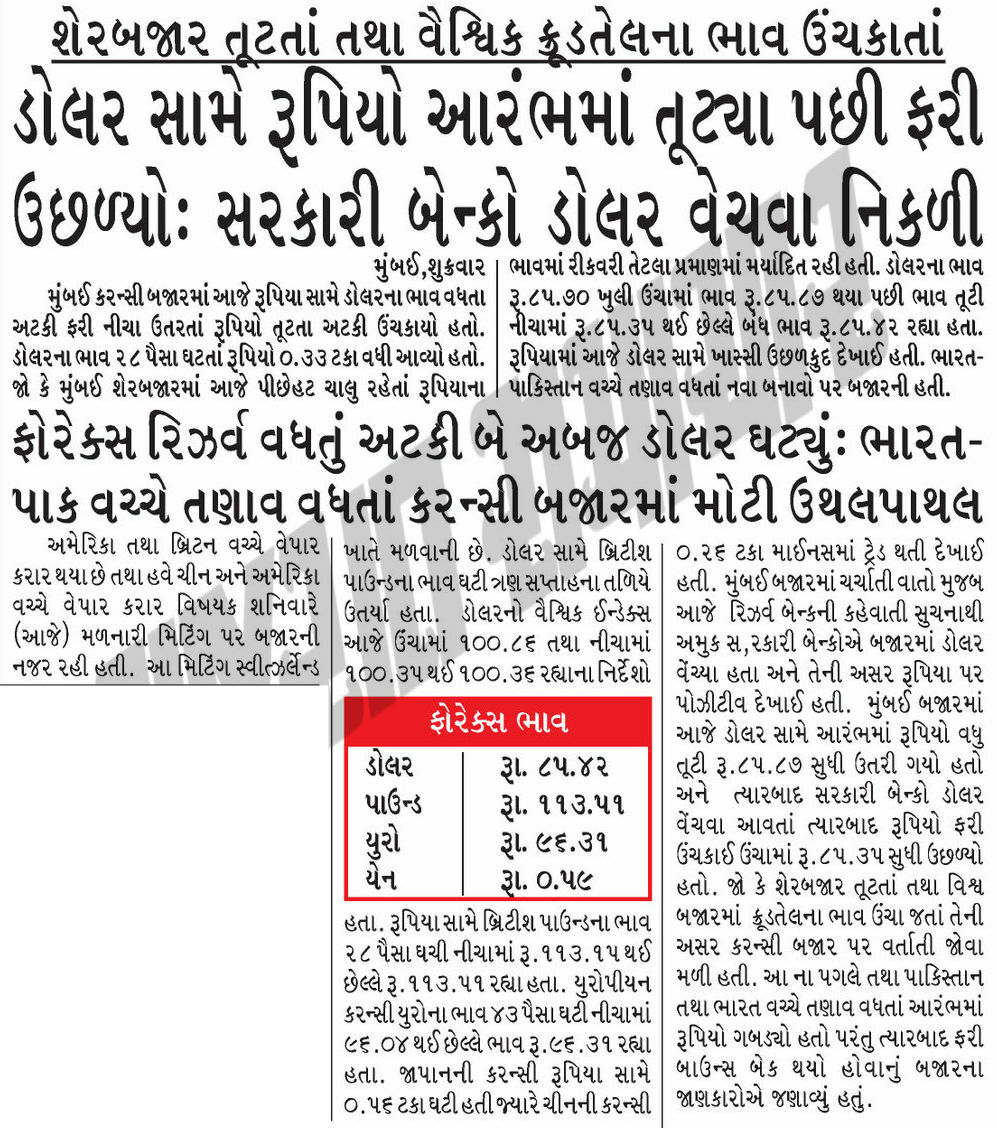 શેરબજાર તૂટતાં તથા વૈશ્વિક ક્રૂડતેલના ભાવ ઉંચકાતાં
ડોલર સામે રૂપિયો આરંભમાં તૂટ્યા પછી ફરી
ઉછળ્યો: સરકારી બેન્કો ડોલર વેચવા નિકળી
મુંબઈ,શુક્રવાર
મુંબઈ કરન્સી બજારમાં આજે રૂપિયા સામે ડોલરના ભાવ વધતા
અટકી ફરી નીચા ઉતરતાં રૂપિયો તૂટતા અટકી ઉંચકાયો હતો.
ડોલરના ભાવ ૨૮ પૈસા ઘટતાં રૂપિયો ૦.૩૩ ટકા વધી આવ્યો હતો.
જો કે મુંબઈ શેરબજારમાં આજે પીછેહટ ચાલુ રહેતાં રૂપિયાના
ભાવમાં રીકવરી તેટલા પ્રમાણમાં મર્યાદિત રહી હતી. ડોલરના ભાવ
રૂ.૮૫.૭૦ ખુલી ઉંચામાં ભાવ રૂ.૮૫.૮૭ થયા પછી ભાવ તૂટી
નીચામાં રૂ.૮૫.૩૫ થઈ છેલ્લે બંધ ભાવ રૂ.૮૫.૪૨ રહ્યા હતા.
રૂપિયામાં આજે ડોલર સામે ખાસ્સી ઉછળકુદ દેખાઈ હતી. ભારત-
પાકિસ્તાન વચ્ચે તણાવ વધતાં નવા બનાવો પર બજારની હતી.
ફોરેક્સ રિઝર્વ વધતું અટકી બે અબજ ડોલર ઘટ્યું: ભારત-
પાક વચ્ચે તણાવ વધતાં કરન્સી બજારમાં મોટી ઉથલપાથલ
અમેરિકા તથા બ્રિટન વચ્ચે વેપાર
કરાર થયા છે તથા હવે ચીન અને અમેરિકા
વચ્ચે વેપાર કરાર વિષયક શનિવારે
(આજે) મળનારી મિટિંગ પર બજારની
નજર રહી હતી. આ મિટિંગ સ્વીત્ઝર્લેન્ડ
ખાતે મળવાની છે. ડોલર સામે બ્રિટીશ
પાઉન્ડના ભાવ ઘટી ત્રણ સપ્તાહના તળિયે
ઉતર્યા હતા. ડોલરનો વૈશ્વિક ઈન્ડેક્સ
આજે ઉંચામાં ૧૦૦.૮૬ તથા નીચામાં
૧૦૦.૩૫ થઈ ૧૦૦.૩૬ રહ્યાના નિર્દેશો
ફોરેક્સ ભાવ
ડોલર રૂા. ૮૫.૪૨
પાઉન્ડ રૂા. ૧૧૩.૫૧
યુરો રૂા. ૯૬.૩૧
યેન રૂા. ૦.૫૯
હતા. રૂપિયા સામે બ્રિટીશ પાઉન્ડના ભાવ
૨૮ પૈસા ઘચી નીચામાં રૂ.૧૧૩.૧૫ થઈ
છેલ્લે રૂ.૧૧૩.૫૧ રહ્યા હતા. યુરોપીયન
કરન્સી યુરોના ભાવ ૪૩ પૈસા ઘટી નીચામાં
૯૬.૦૪ થઈ છેલ્લે ભાવ રૂ.૯૬.૩૧ રહ્યા
હતા. જાપાનની કરન્સી રૂપિયા સામે
૦.૫૬ ટકા ઘટી હતી જ્યારે ચીનની કરન્સી
૦.૨૬ ટકા માઈનસમાં ટ્રેડ થતી દેખાઈ
હતી. મુંબઈ બજારમાં ચર્ચાતી વાતો મુજબ
આજે રિઝર્વ બેન્કની કહેવાતી સુચનાથી
અમુક સ,રકારી બેન્કોએ બજારમાં ડોલર
વેંચ્યા હતા અને તેની અસર રૂપિયા પર
પોઝીટીવ દેખાઈ હતી. મુંબઈ બજારમાં
આજે ડોલર સામે આરંભમાં રૂપિયો વધુ
તૂટી રૂ.૮૫.૮૭ સુધી ઉતરી ગયો હતો
અને ત્યારબાદ સરકારી બેન્કો ડોલર
વેંચવા આવતાં ત્યારબાદ રૂપિયો ફરી
ઉંચકાઈ ઉંચામાં રૂ.૮૫.૩૫ સુધી ઉછળ્યો
હતો. જો કે શેરબજાર તૂટતાં તથા વિશ્વ
બજારમાં ક્રૂડતેલના ભાવ ઉંચા જતાં તેની
અસર કરન્સી બજાર પર વર્તાતી જોવા
મળી હતી. આ ના પગલે તથા પાકિસ્તાન
તથા ભારત વચ્ચે તણાવ વધતાં આરંભમાં
રૂપિયો ગબડ્યો હતો પરંતુ ત્યારબાદ ફરી
બાઉન્સ બેક થયો હોવાનું બજારના
જાણકારોએ જણાવ્યું હતું.